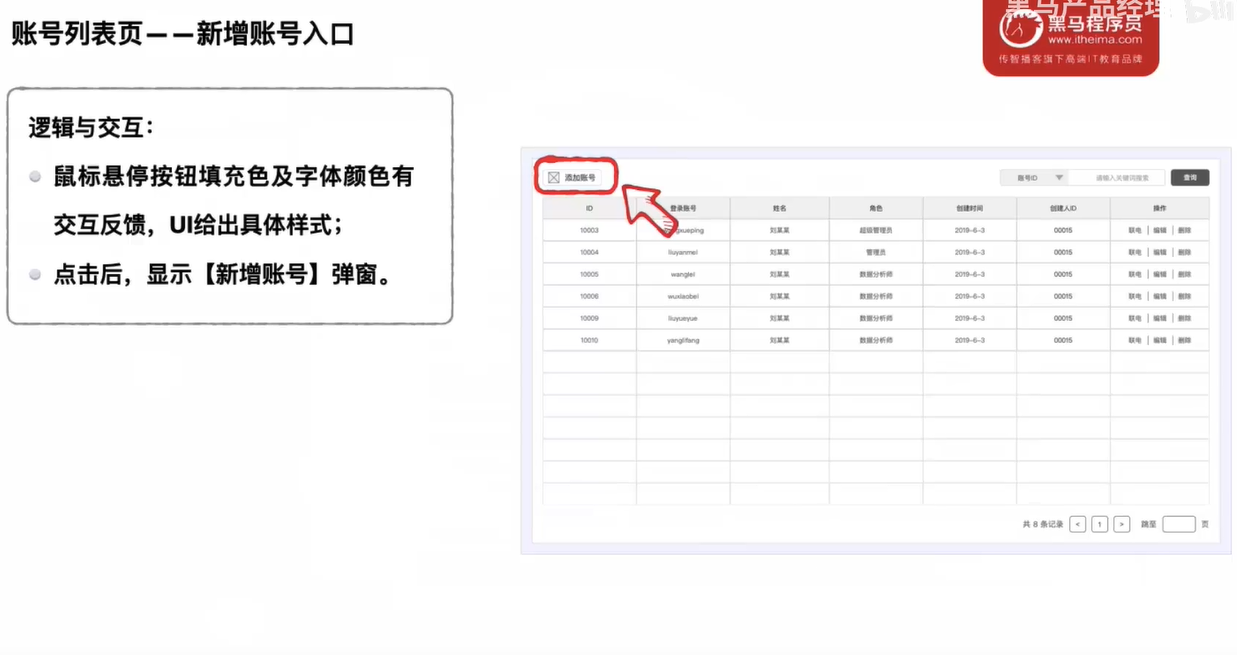 账号列表页——新增账号入口
黑马产品经理
黑马程序员
www.itheima.com
传智播客旗下高端IT教育品牌
逻辑与交互：
鼠标悬停按钮填充色及字体颜色有
交互反馈，UI给出具体样式；
点击后，显示【新增账号】弹窗。
添加账号 账号ID 请输入关键词搜索 查询
ID 登录账号 姓名 角色 创建时间 创建人ID 操作
10003 刘某某 超级管理员 2019-6-3 00015 联电 | 编辑 | 删除
10004 liuyanmei 刘某某 管理员 2019-6-3 00015 联电 | 编辑 | 删除
10005 wanglei 刘某某 数据分析师 2019-6-3 00015 联电 | 编辑 | 删除
10006 wuxiaobei 刘某某 数据分析师 2019-6-3 00015 联电 | 编辑 | 删除
10009 liuyueyue 刘某某 数据分析师 2019-6-3 00015 联电 | 编辑 | 删除
10010 yanglifang 刘某某 数据分析师 2019-6-3 00015 联电 | 编辑 | 删除
共 8 条记录 < 1 > 跳至 页